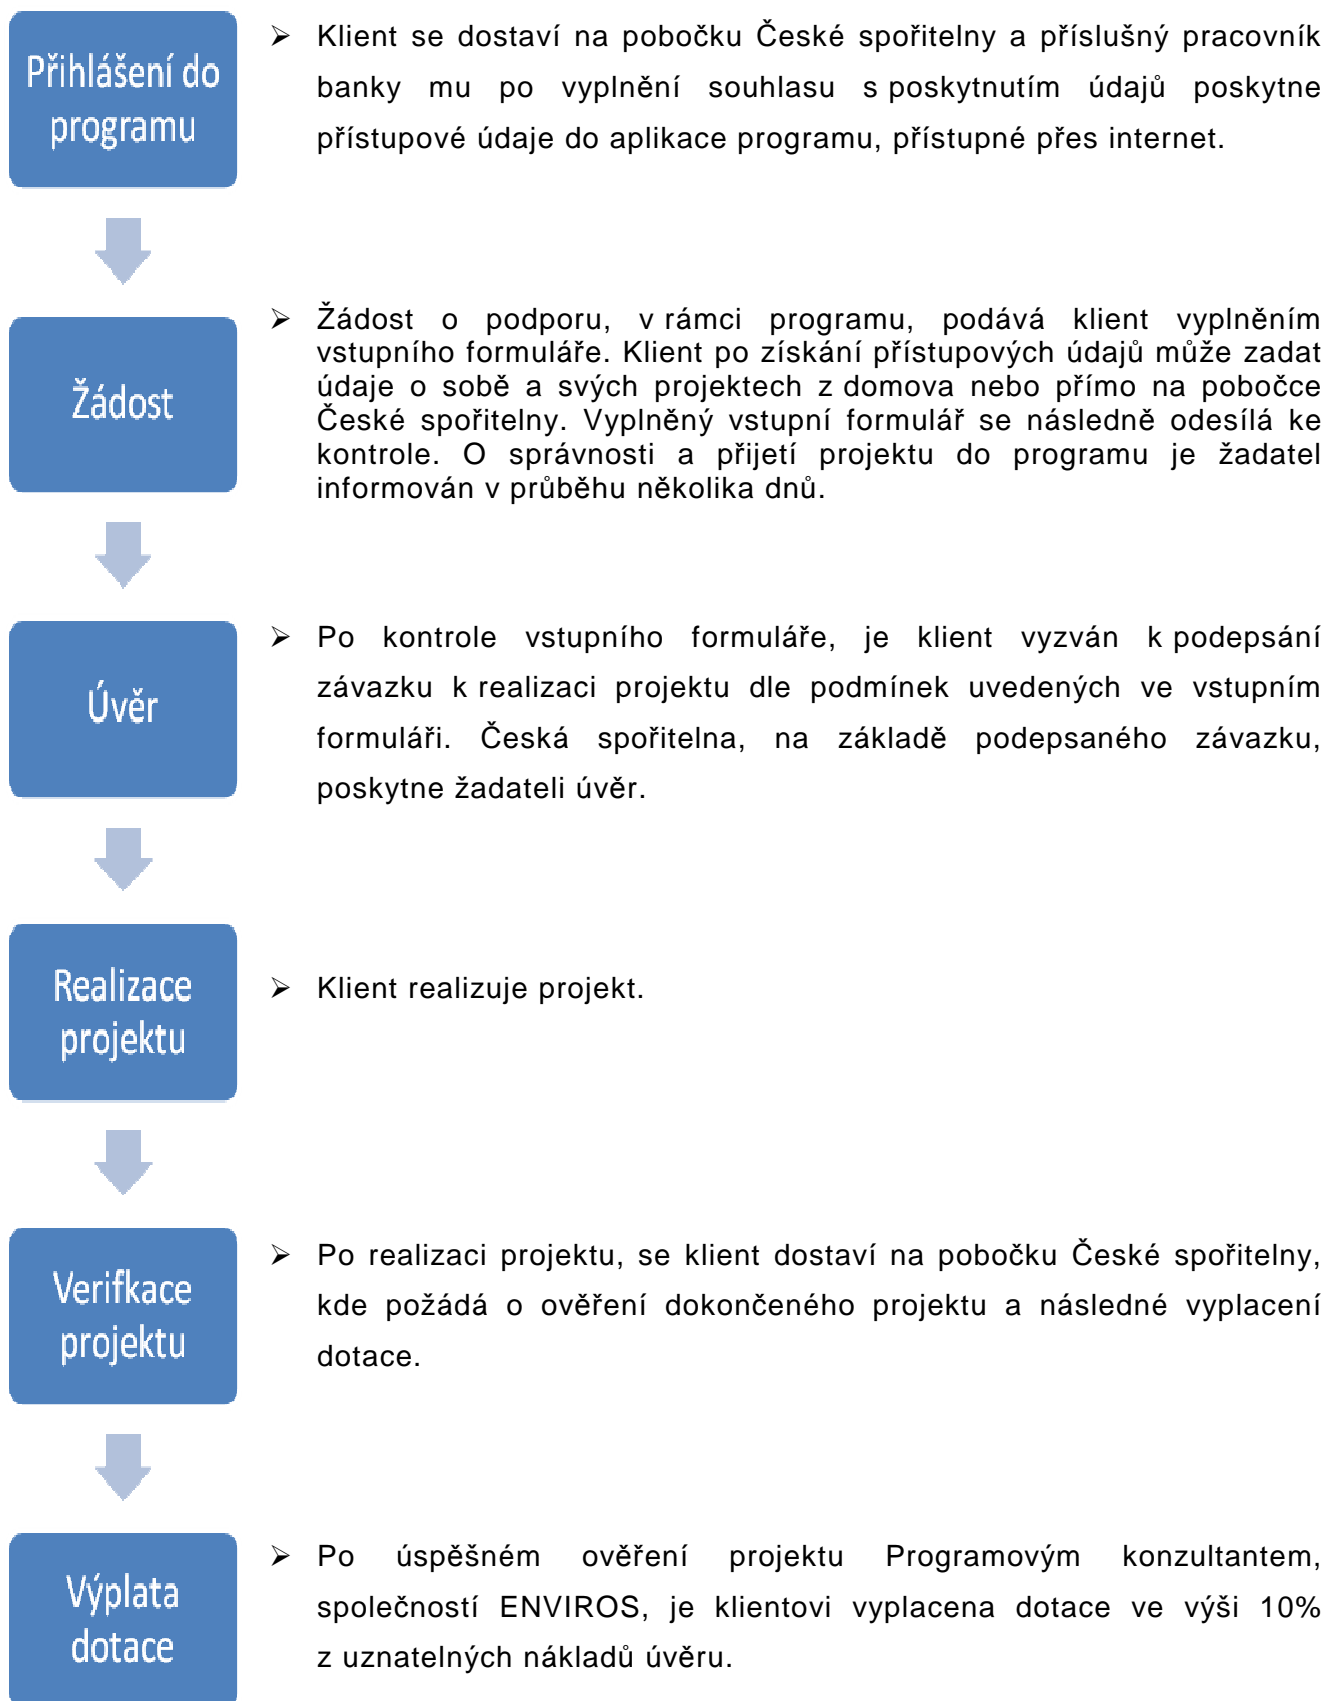 Přihlášení do
programu
➢ Klient se dostaví na pobočku České spořitelny a příslušný pracovník
banky mu po vyplnění souhlasu s poskytnutím údajů poskytne
přístupové údaje do aplikace programu, přístupné přes internet.
Žádost
➢ Žádost o podporu, v rámci programu, podává klient vyplněním
vstupního formuláře. Klient po získání přístupových údajů může zadat
údaje o sobě a svých projektech z domova nebo přímo na pobočce
České spořitelny. Vyplněný vstupní formulář se následně odesílá ke
kontrole. O správnosti a přijetí projektu do programu je žadatel
informován v průběhu několika dnů.
Úvěr
➢ Po kontrole vstupního formuláře, je klient vyzván k podepsání
závazku k realizaci projektu dle podmínek uvedených ve vstupním
formuláři. Česká spořitelna, na základě podepsaného závazku,
poskytne žadateli úvěr.
Realizace
projektu
➢ Klient realizuje projekt.
Verifkace
projektu
➢ Po realizaci projektu, se klient dostaví na pobočku České spořitelny,
kde požádá o ověření dokončeného projektu a následné vyplacení
dotace.
Výplata
dotace
➢ Po úspěšném ověření projektu Programovým konzultantem,
společností ENVIROS, je klientovi vyplacena dotace ve výši 10%
z uznatelných nákladů úvěru.